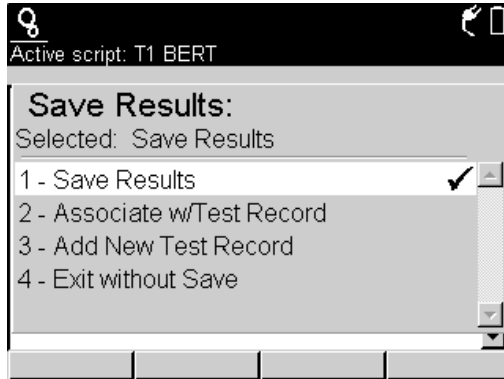 Active script: T1 BERT
Save Results:
Selected: Save Results
1 - Save Results
2 - Associate w/Test Record
3 - Add New Test Record
4 - Exit without Save